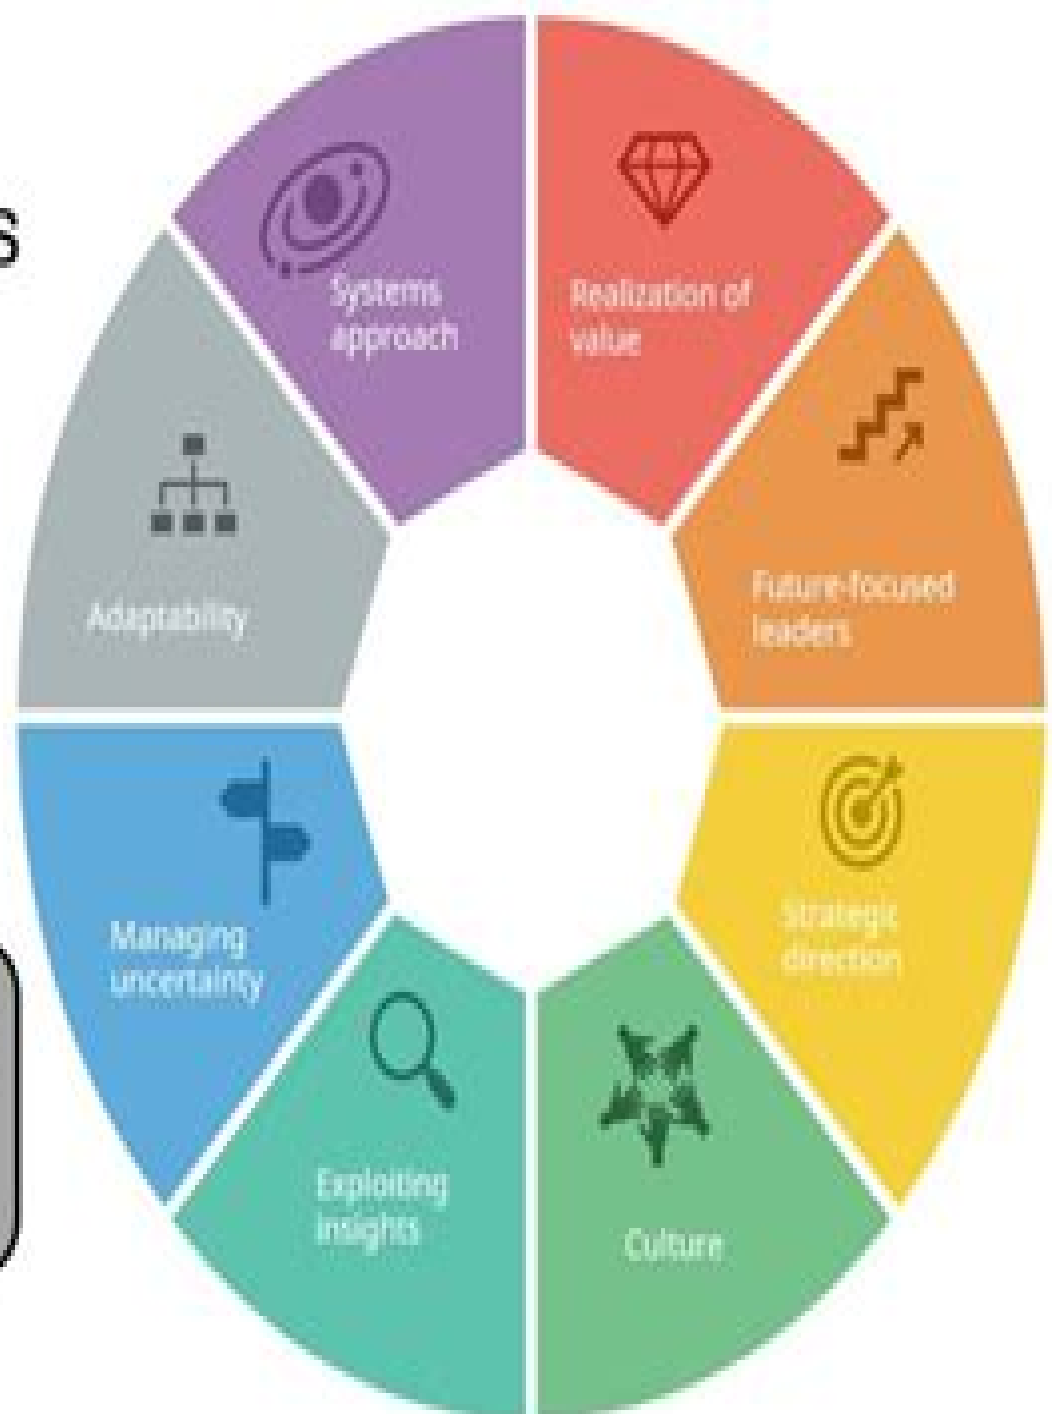 s
Systems
approach
Realization of
value
Future-focused
leaders
Strategic
direction
Culture
Exploiting
insights
Managing
uncertainty
Adaptability